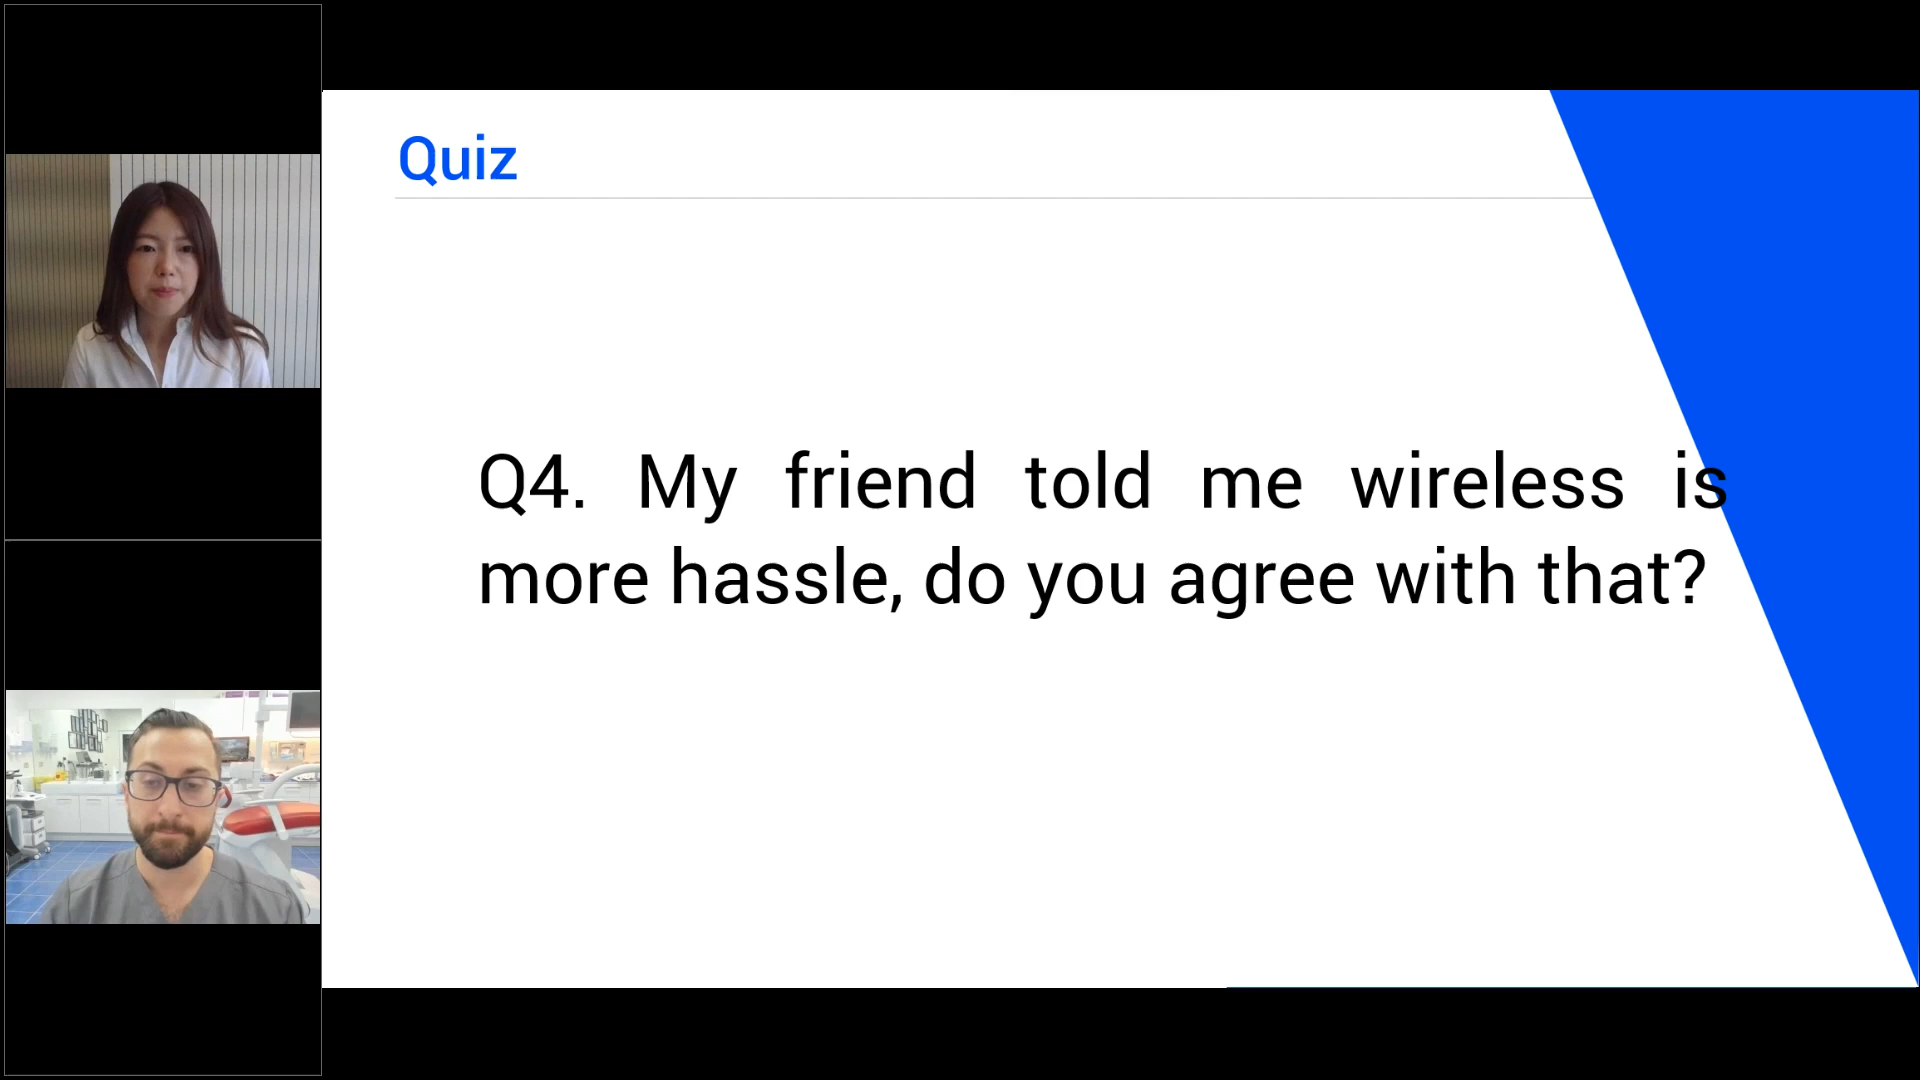 Quiz
Q4. My friend told me wireless is
more hassle, do you agree with that?